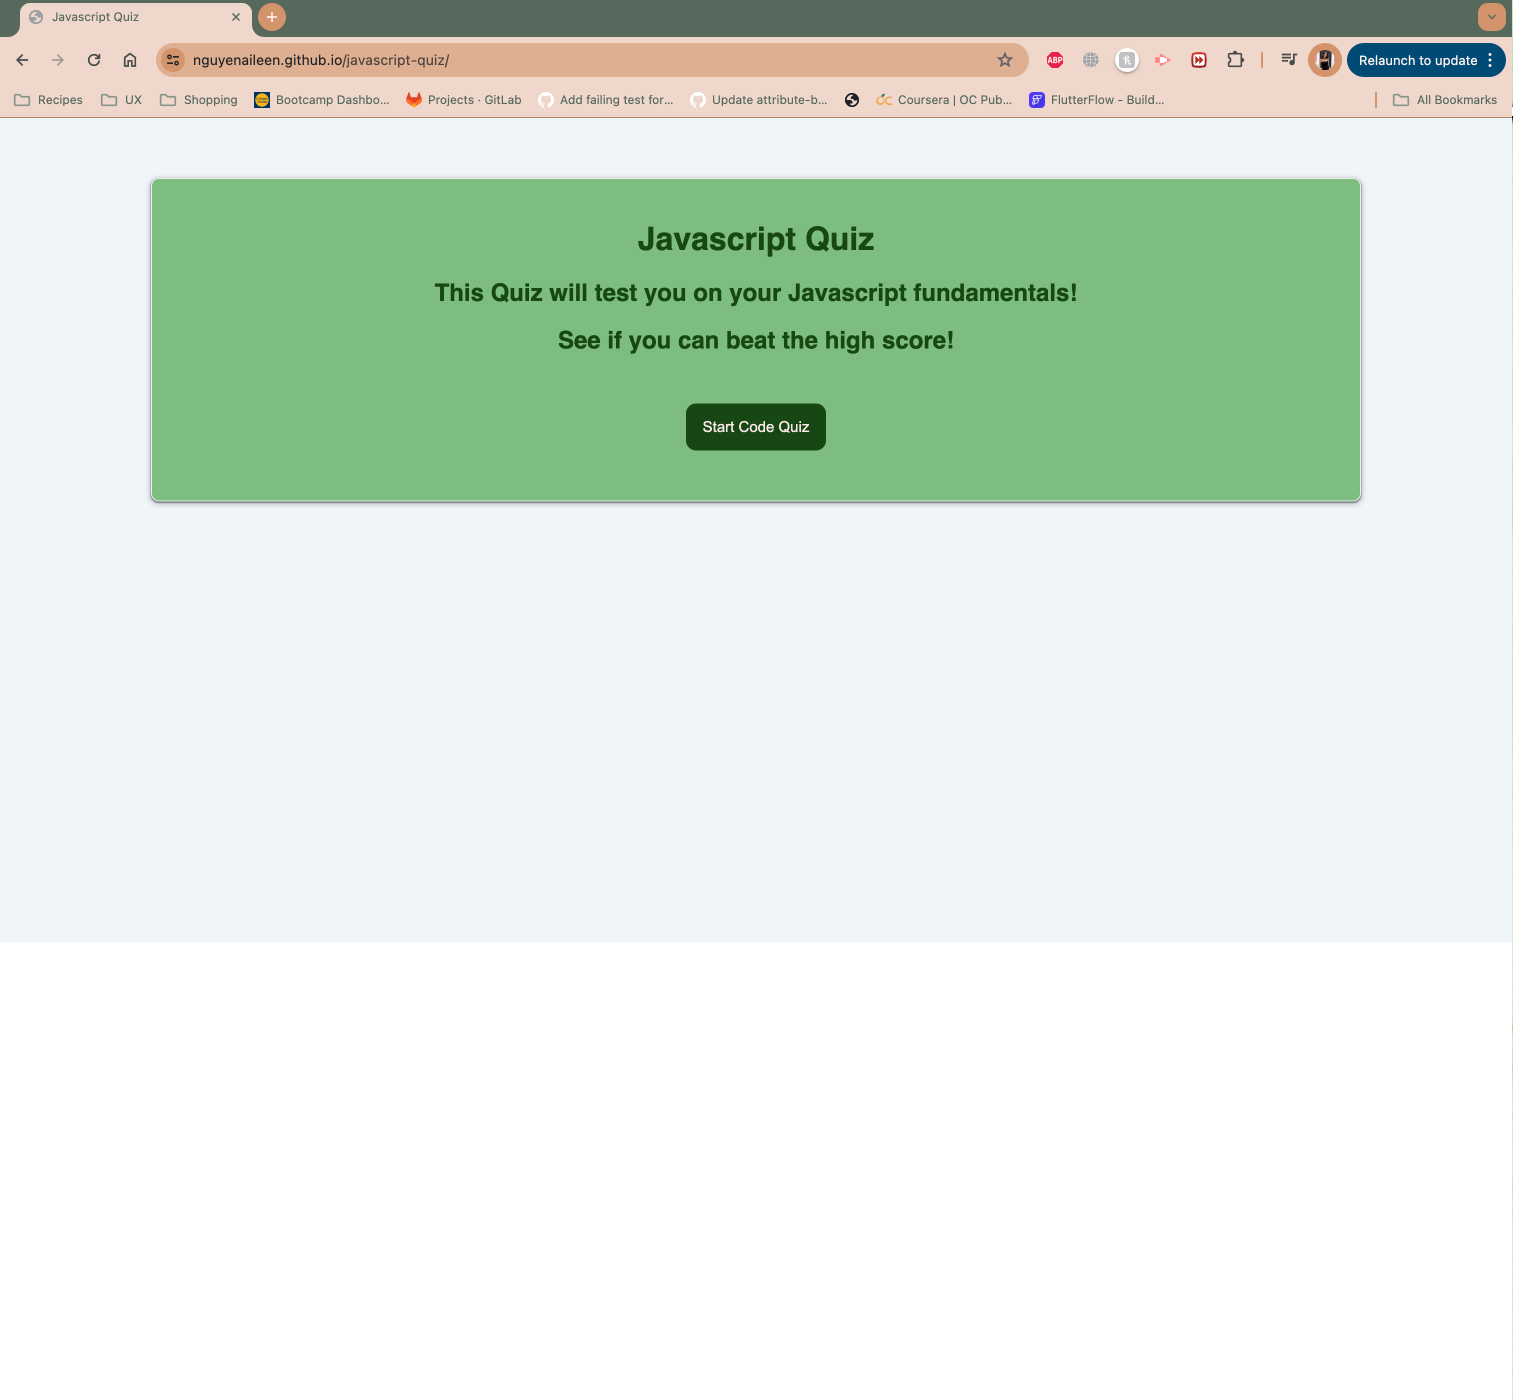 Javascript Quiz
nguyenaileen.github.io/javascript-quiz/
ABP
Relaunch to update
Recipes
UX
Shopping
Bootcamp Dashbo...
Projects · GitLab
Add failing test for...
Update attribute-b...
Coursera | OC Pub...
FlutterFlow - Build...
All Bookmarks
Javascript Quiz
This Quiz will test you on your Javascript fundamentals!
See if you can beat the high score!
Start Code Quiz